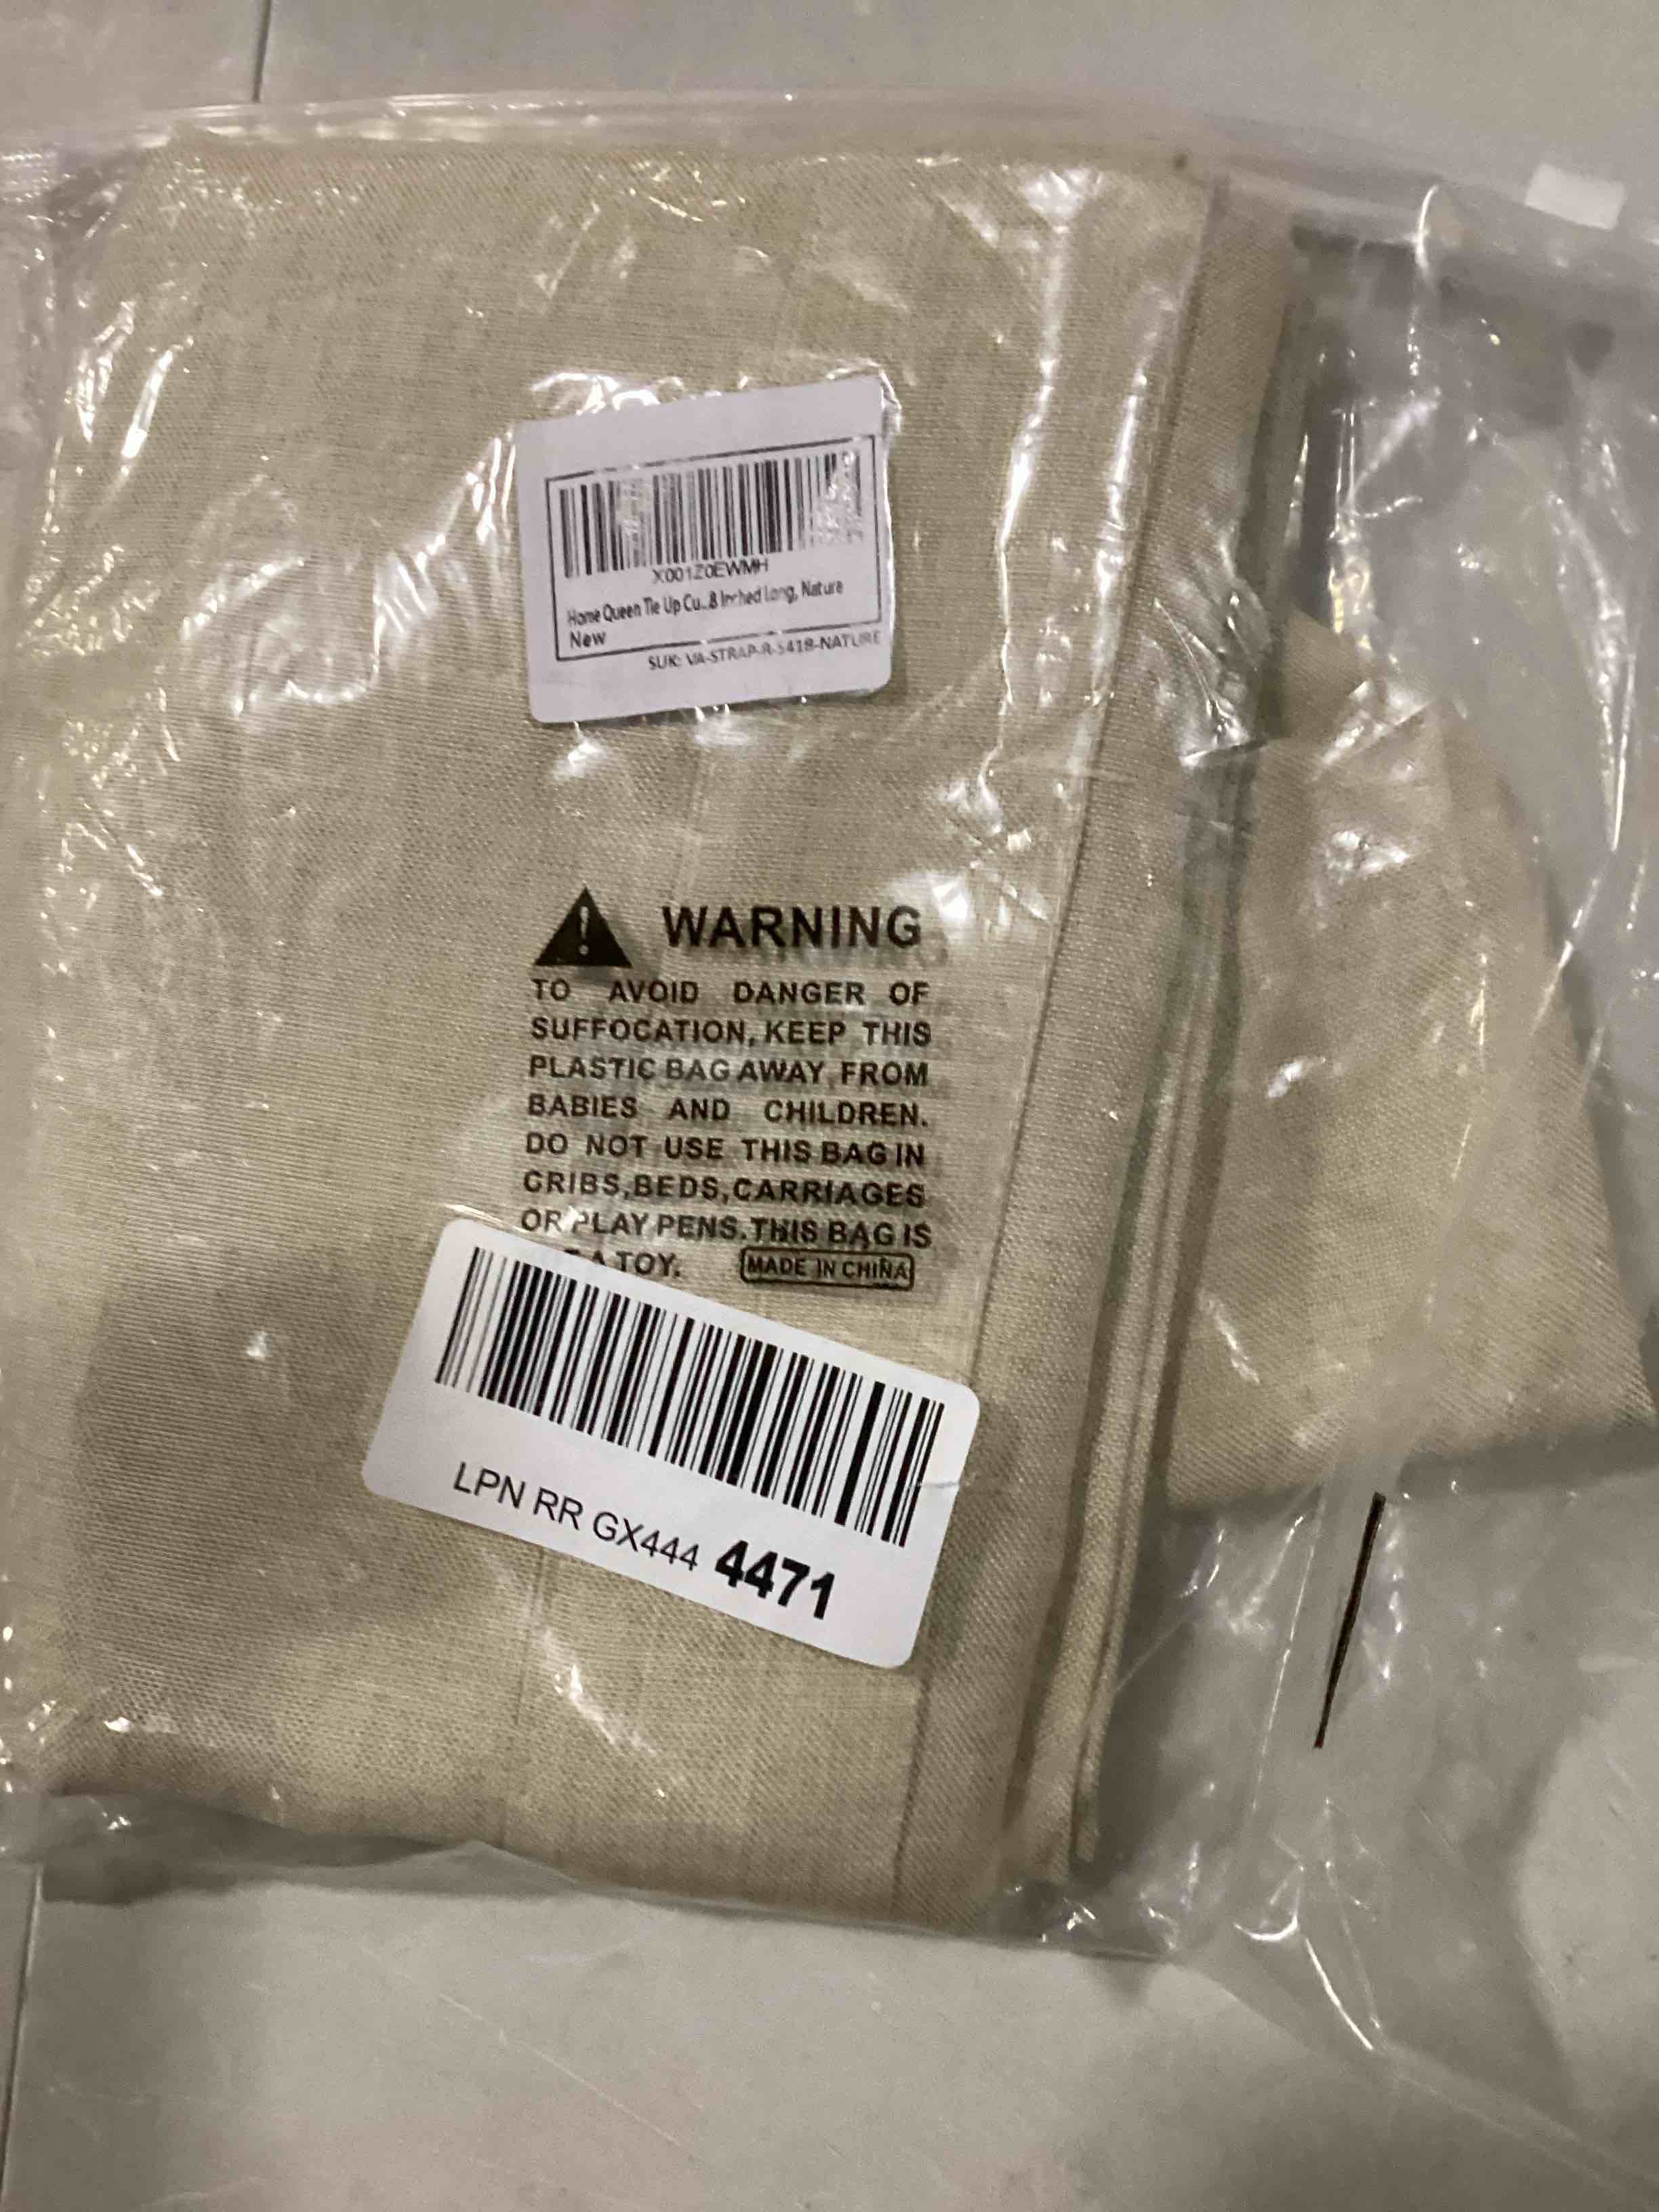 X001Z0EWMH
Home Queen Tie Up Cu...8 Inched Long, Nature
New
SUK: VA-STRAP-R-5418-NATURE
! WARNING
TO AVOID DANGER OF
SUFFOCATION, KEEP THIS
PLASTIC BAG AWAY FROM
BABIES AND CHILDREN.
DO NOT USE THIS BAG IN
CRIBS,BEDS,CARRIAGES
OR PLAY PENS.THIS BAG IS
A TOY. MADE IN CHINA
LPN RR GX444 4471